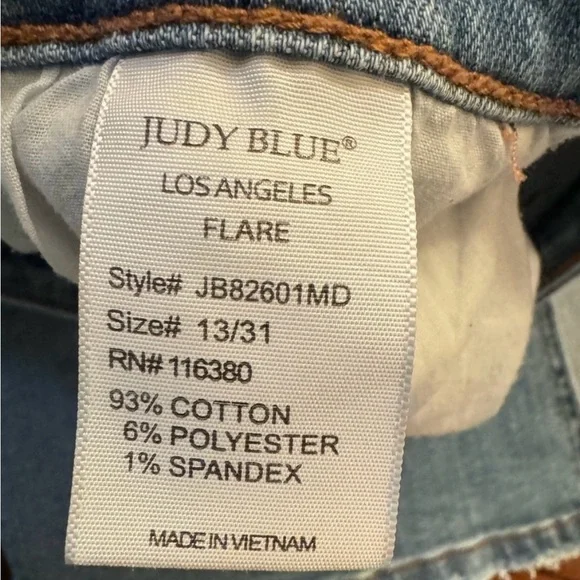 JUDY BLUE®
LOS ANGELES
FLARE
Style# JB82601MD
Size# 13/31
RN# 116380
93% COTTON
6% POLYESTER
1% SPANDEX
MADE IN VIETNAM